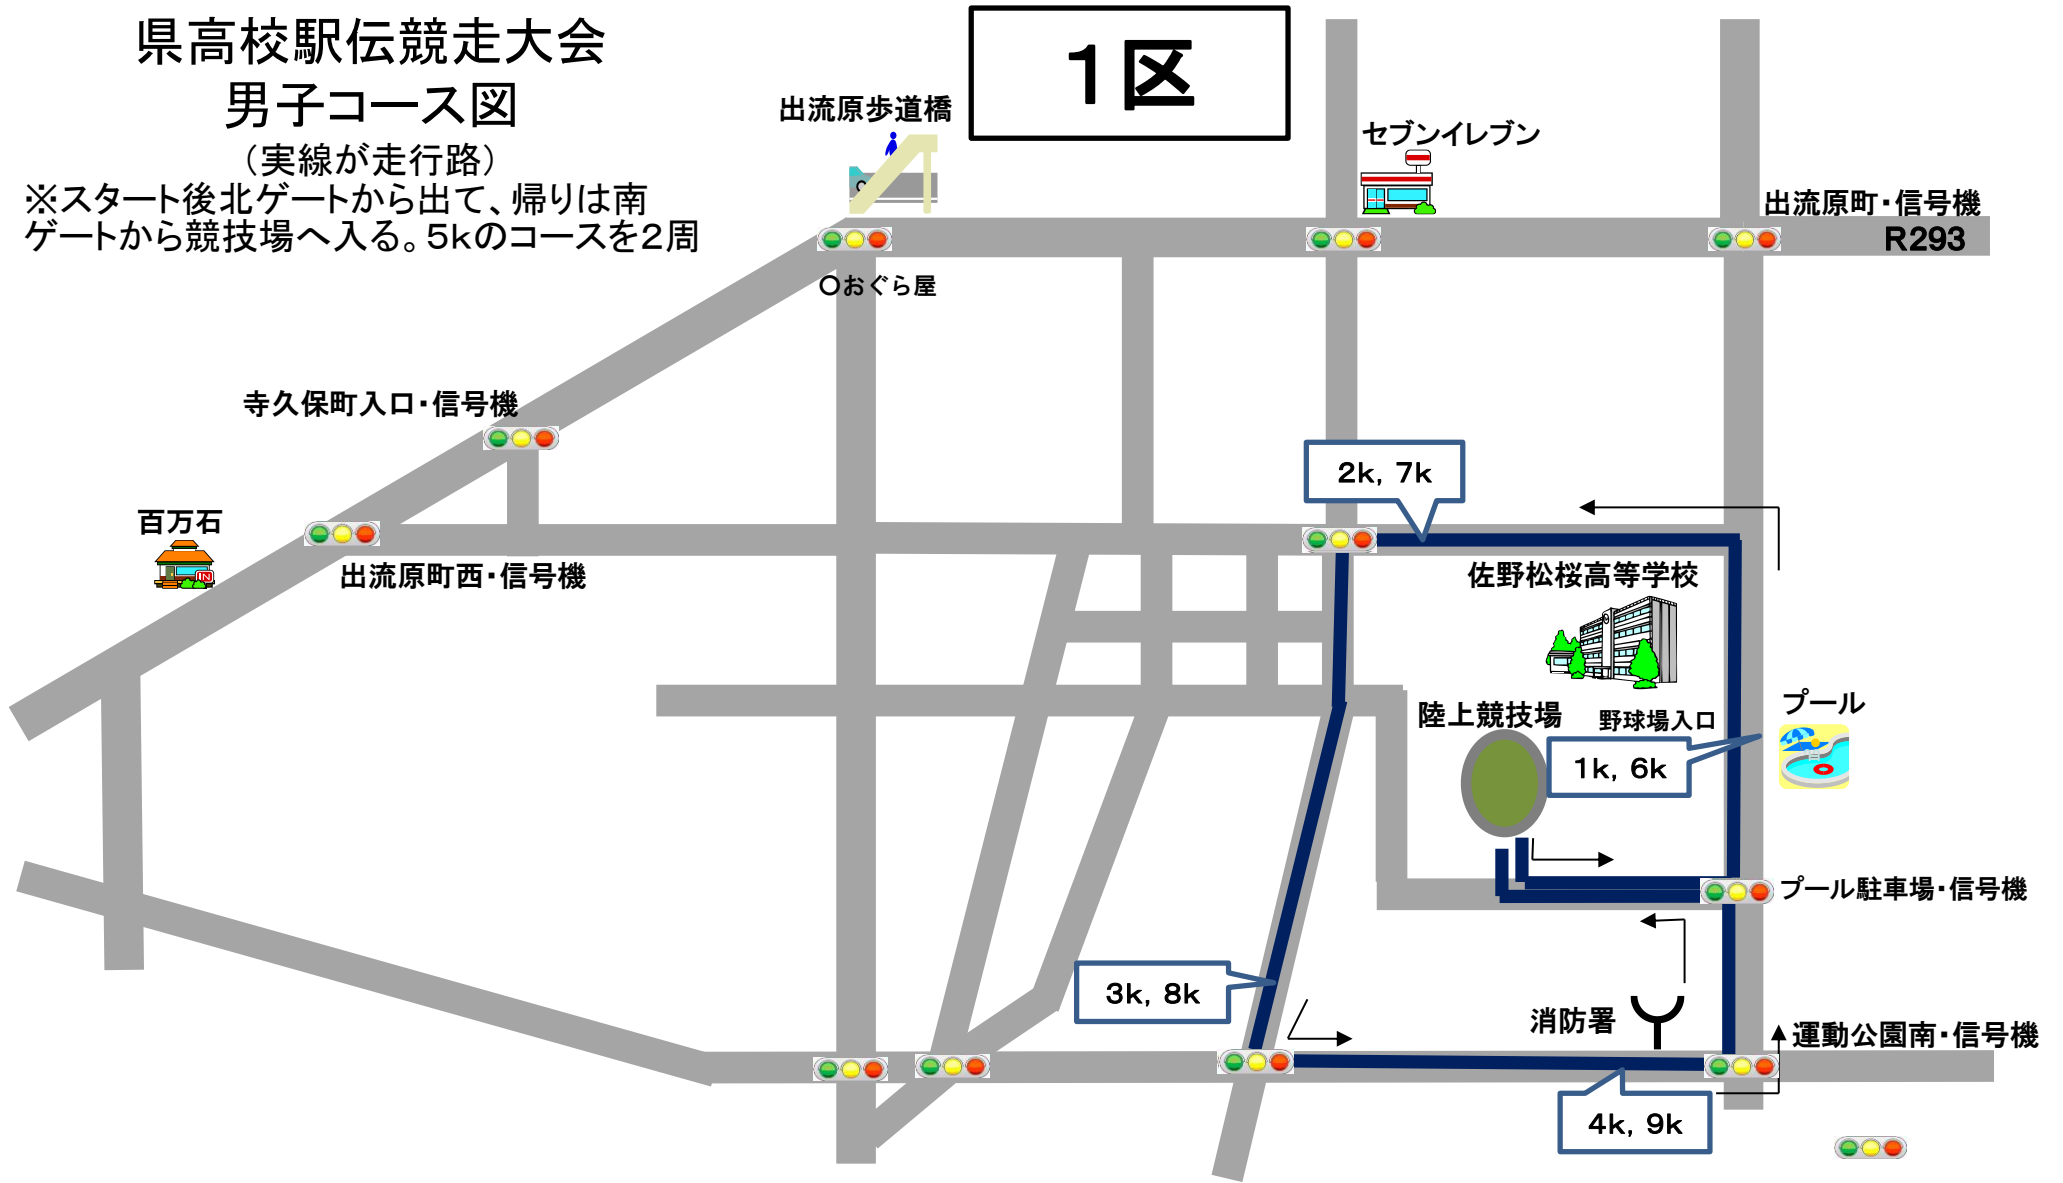 県高校駅伝競走大会
男子コース図
（実線が走行路）
※スタート後北ゲートから出て、帰りは南
ゲートから競技場へ入る。5kのコースを２周
１区
出流原歩道橋
セブンイレブン
出流原町・信号機
R293
○おぐら屋
寺久保町入口・信号機
2k, 7k
百万石
IN
出流原町西・信号機
佐野松桜高等学校
プール
陸上競技場
野球場入口
1k, 6k
プール駐車場・信号機
3k, 8k
消防署
運動公園南・信号機
4k, 9k